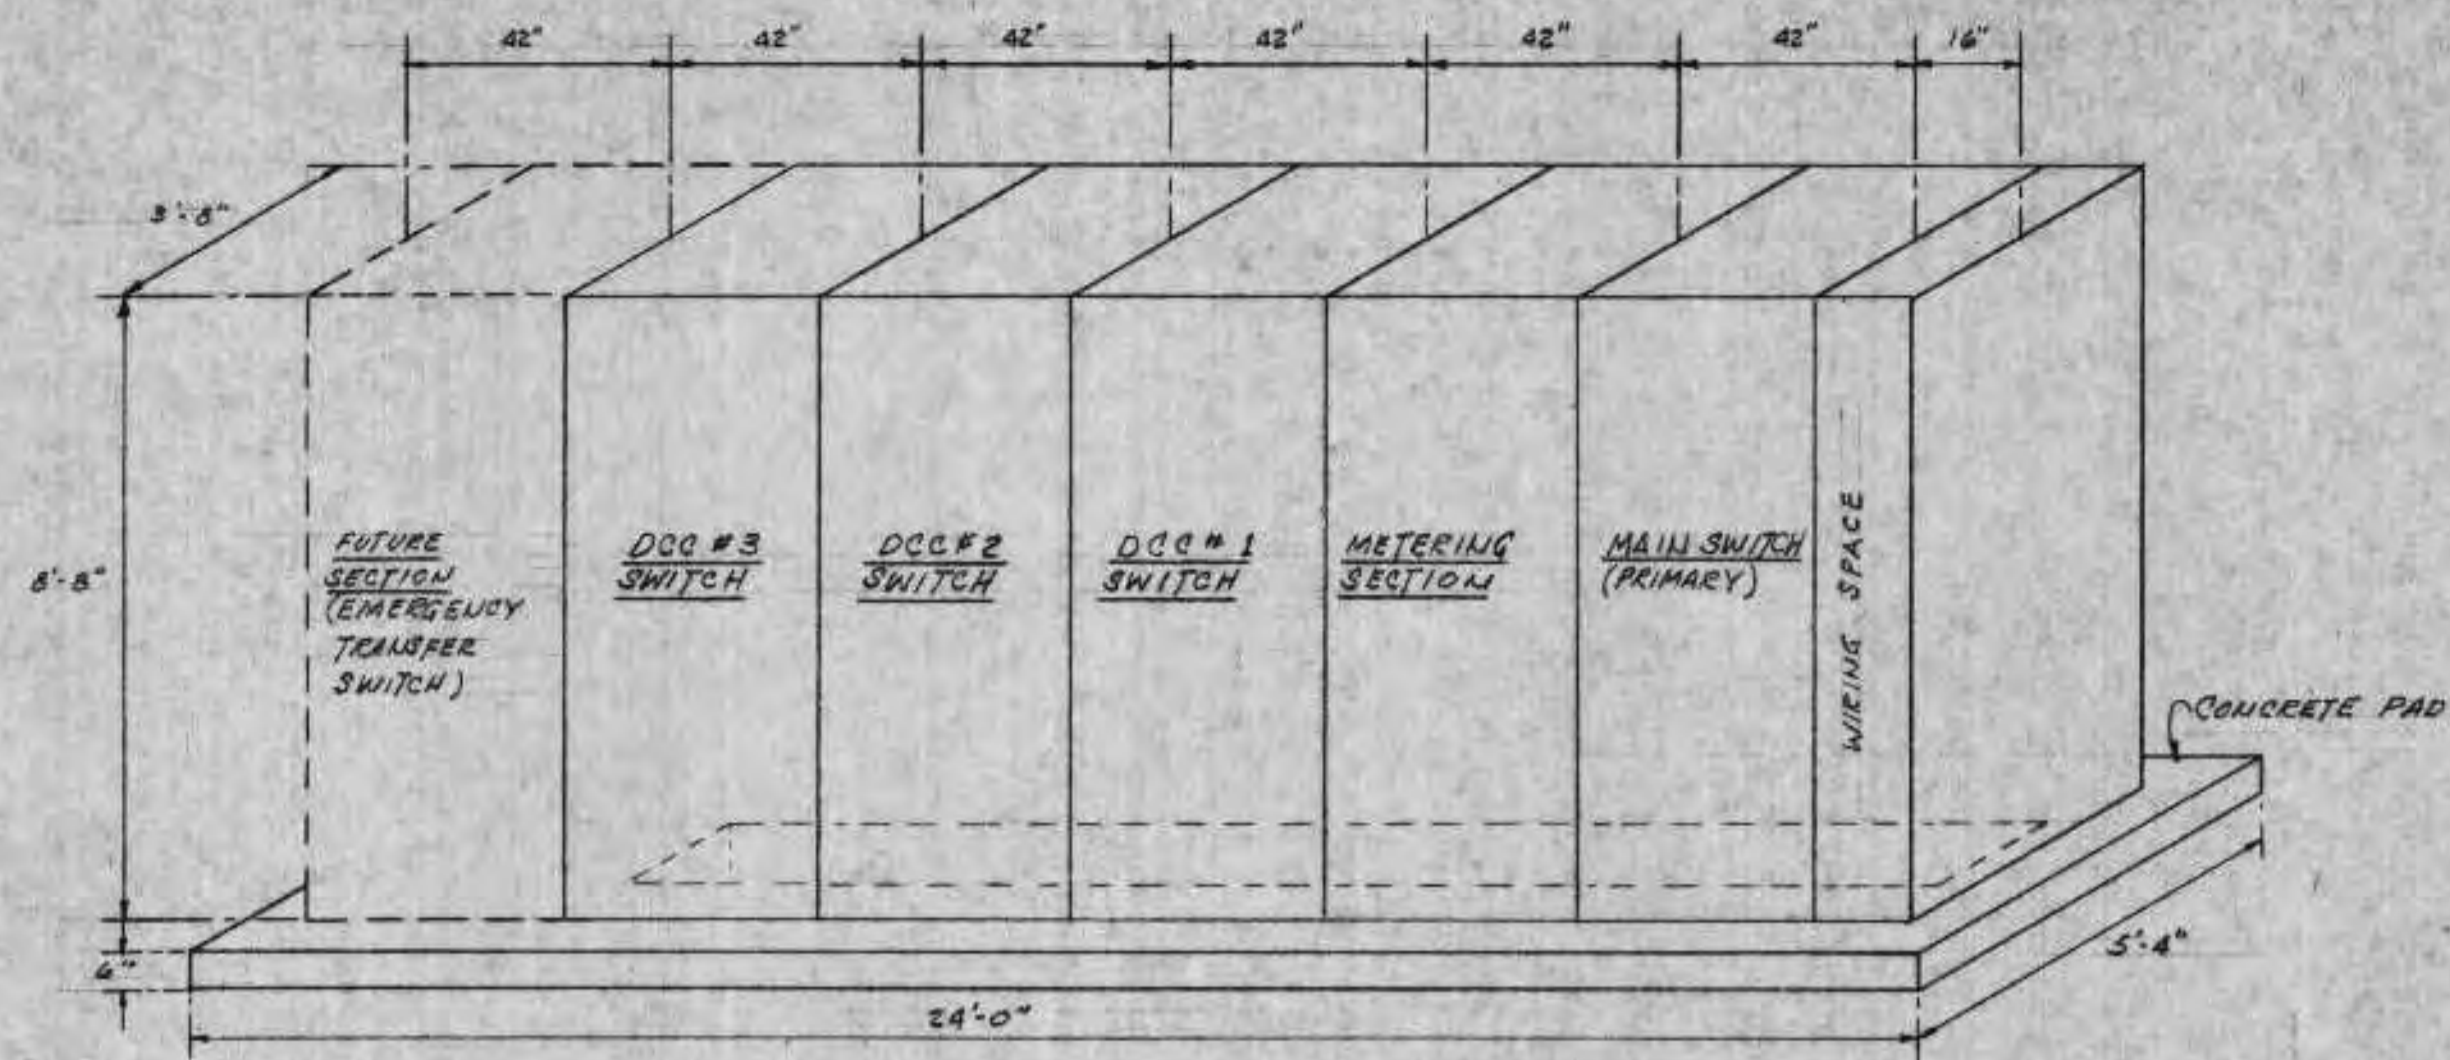 42"
42"
42"
42"
42"
42"
16"
3'-8"
8'-8"
FUTURE
SECTION
(EMERGENCY
TRANSFER
SWITCH)
DCC #3
SWITCH
DCC #2
SWITCH
DCC #1
SWITCH
METERING
SECTION
MAIN SWITCH
(PRIMARY)
WIRING SPACE
CONCRETE PAD
6"
24'-0"
5'-4"